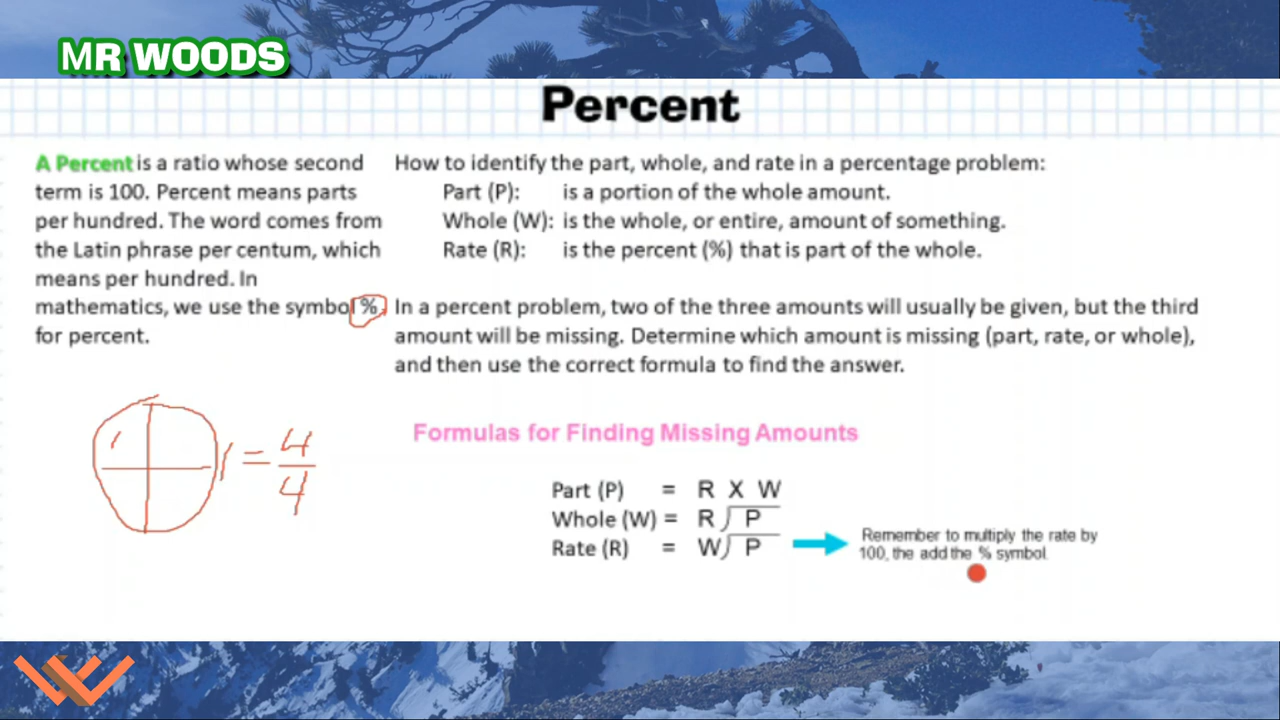 MR WOODS
Percent
A Percent is a ratio whose second
term is 100. Percent means parts
per hundred. The word comes from
the Latin phrase per centum, which
means per hundred. In
mathematics, we use the symbol %,
for percent.
How to identify the part, whole, and rate in a percentage problem:
Part (P): is a portion of the whole amount.
Whole (W): is the whole, or entire, amount of something.
Rate (R): is the percent (%) that is part of the whole.
In a percent problem, two of the three amounts will usually be given, but the third
amount will be missing. Determine which amount is missing (part, rate, or whole),
and then use the correct formula to find the answer.
1 = 4/4
Formulas for Finding Missing Amounts
Part (P) = R X W
Whole (W) = R⟌P
Rate (R) = W⟌P
Remember to multiply the rate by
100, the add the % symbol